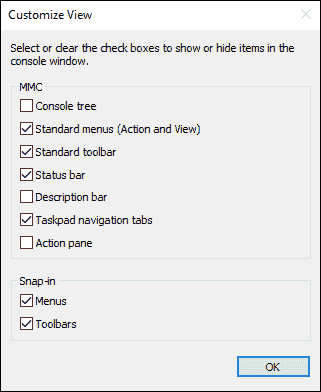 Customize View
Select or clear the check boxes to show or hide items in the
console window.
MMC
Console tree
Standard menus (Action and View)
Standard toolbar
Status bar
Description bar
Taskpad navigation tabs
Action pane
Snap-in
Menus
Toolbars
OK